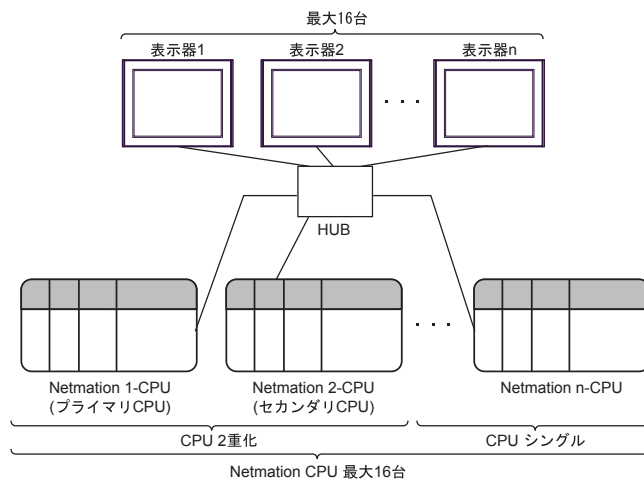 最大16台
表示器1
表示器2
表示器n
・・・
HUB
・・・
Netmation 1-CPU
(プライマリCPU)
Netmation 2-CPU
(セカンダリCPU)
Netmation n-CPU
CPU 2重化
CPU シングル
Netmation CPU 最大16台